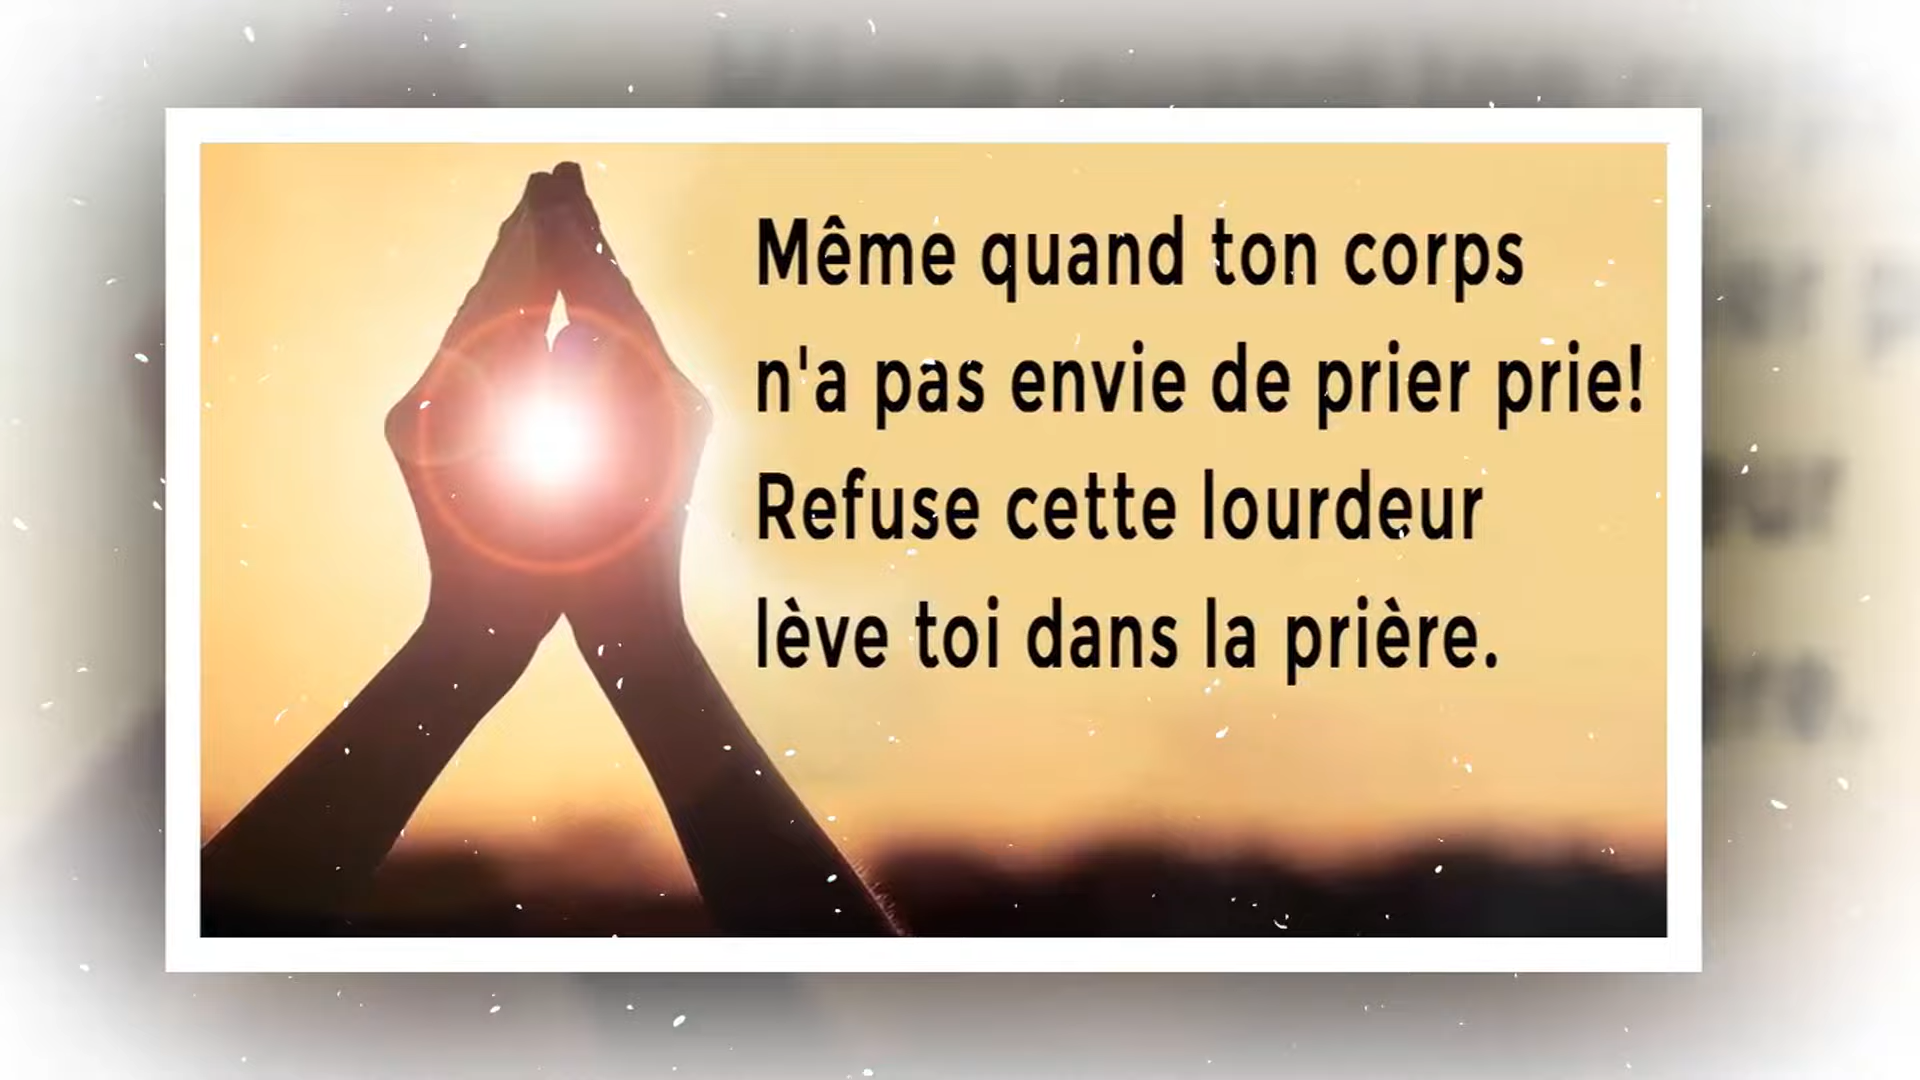 Même quand ton corps
n'a pas envie de prier prie!
Refuse cette lourdeur
lève toi dans la prière.